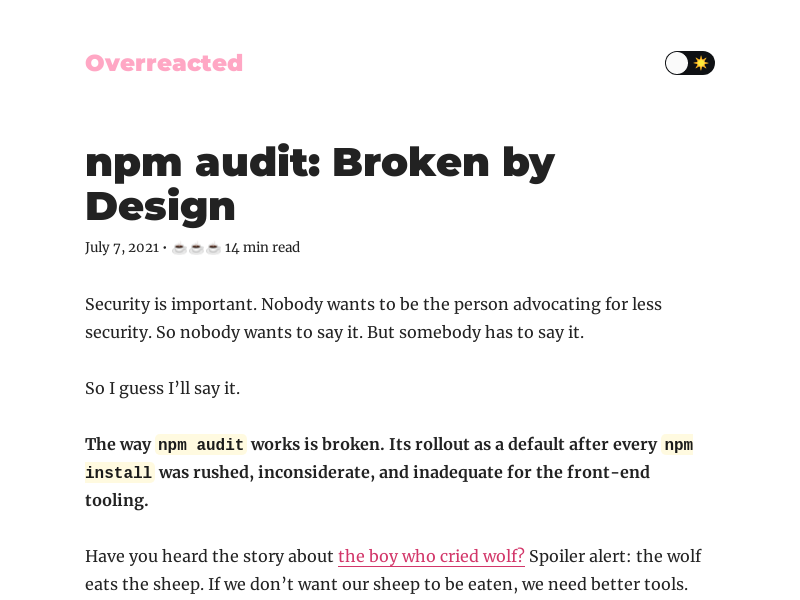 Overreacted
npm audit: Broken by
Design
July 7, 2021 • ☕☕☕ 14 min read
Security is important. Nobody wants to be the person advocating for less
security. So nobody wants to say it. But somebody has to say it.
So I guess I’ll say it.
The way npm audit works is broken. Its rollout as a default after every npm
install was rushed, inconsiderate, and inadequate for the front-end
tooling.
Have you heard the story about the boy who cried wolf? Spoiler alert: the wolf
eats the sheep. If we don’t want our sheep to be eaten, we need better tools.